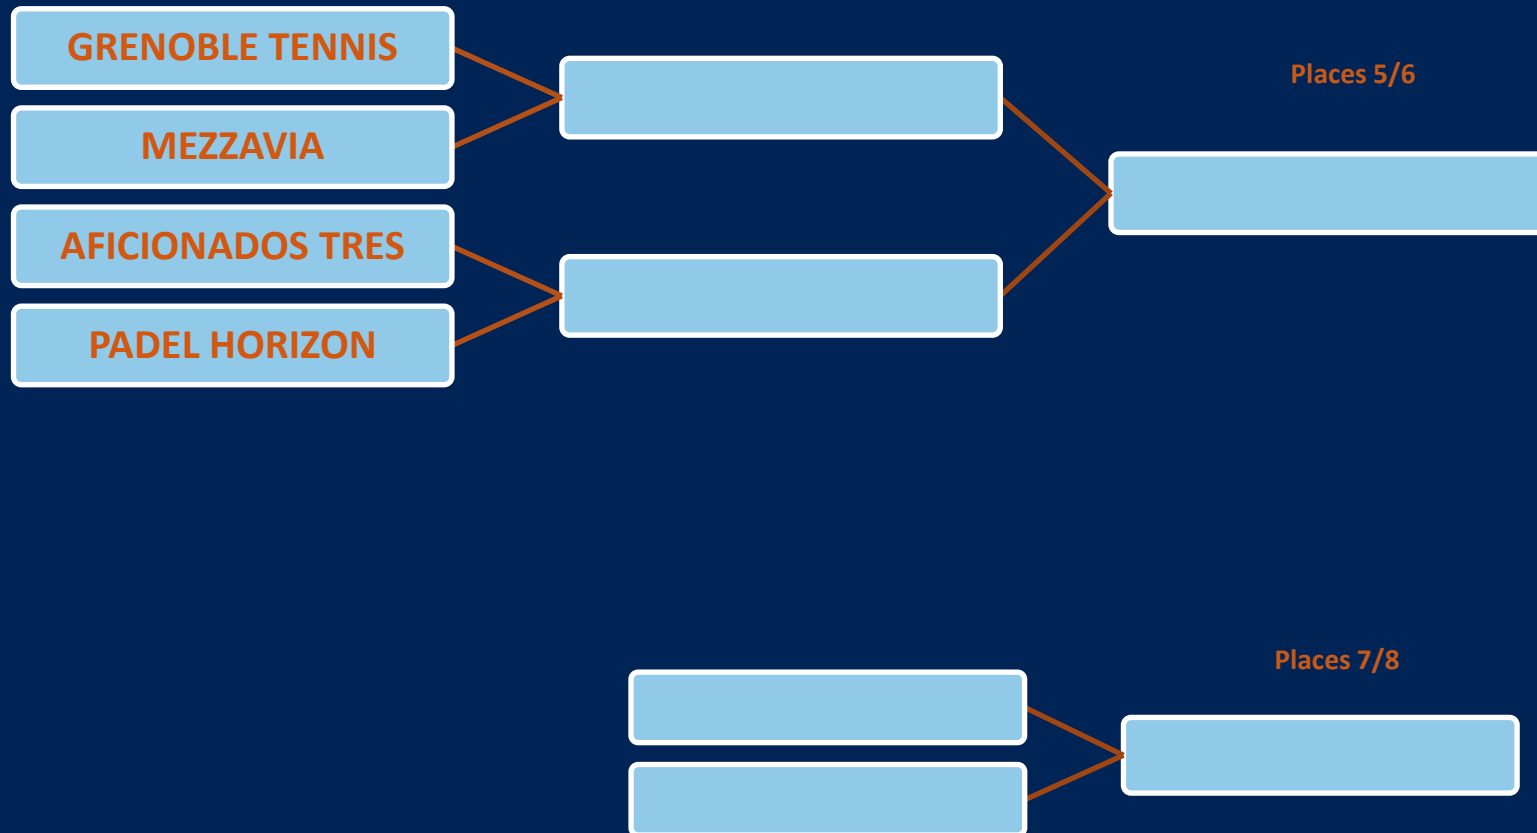 GRENOBLE TENNIS
MEZZAVIA
AFICIONADOS TRES
PADEL HORIZON
Places 5/6
Places 7/8